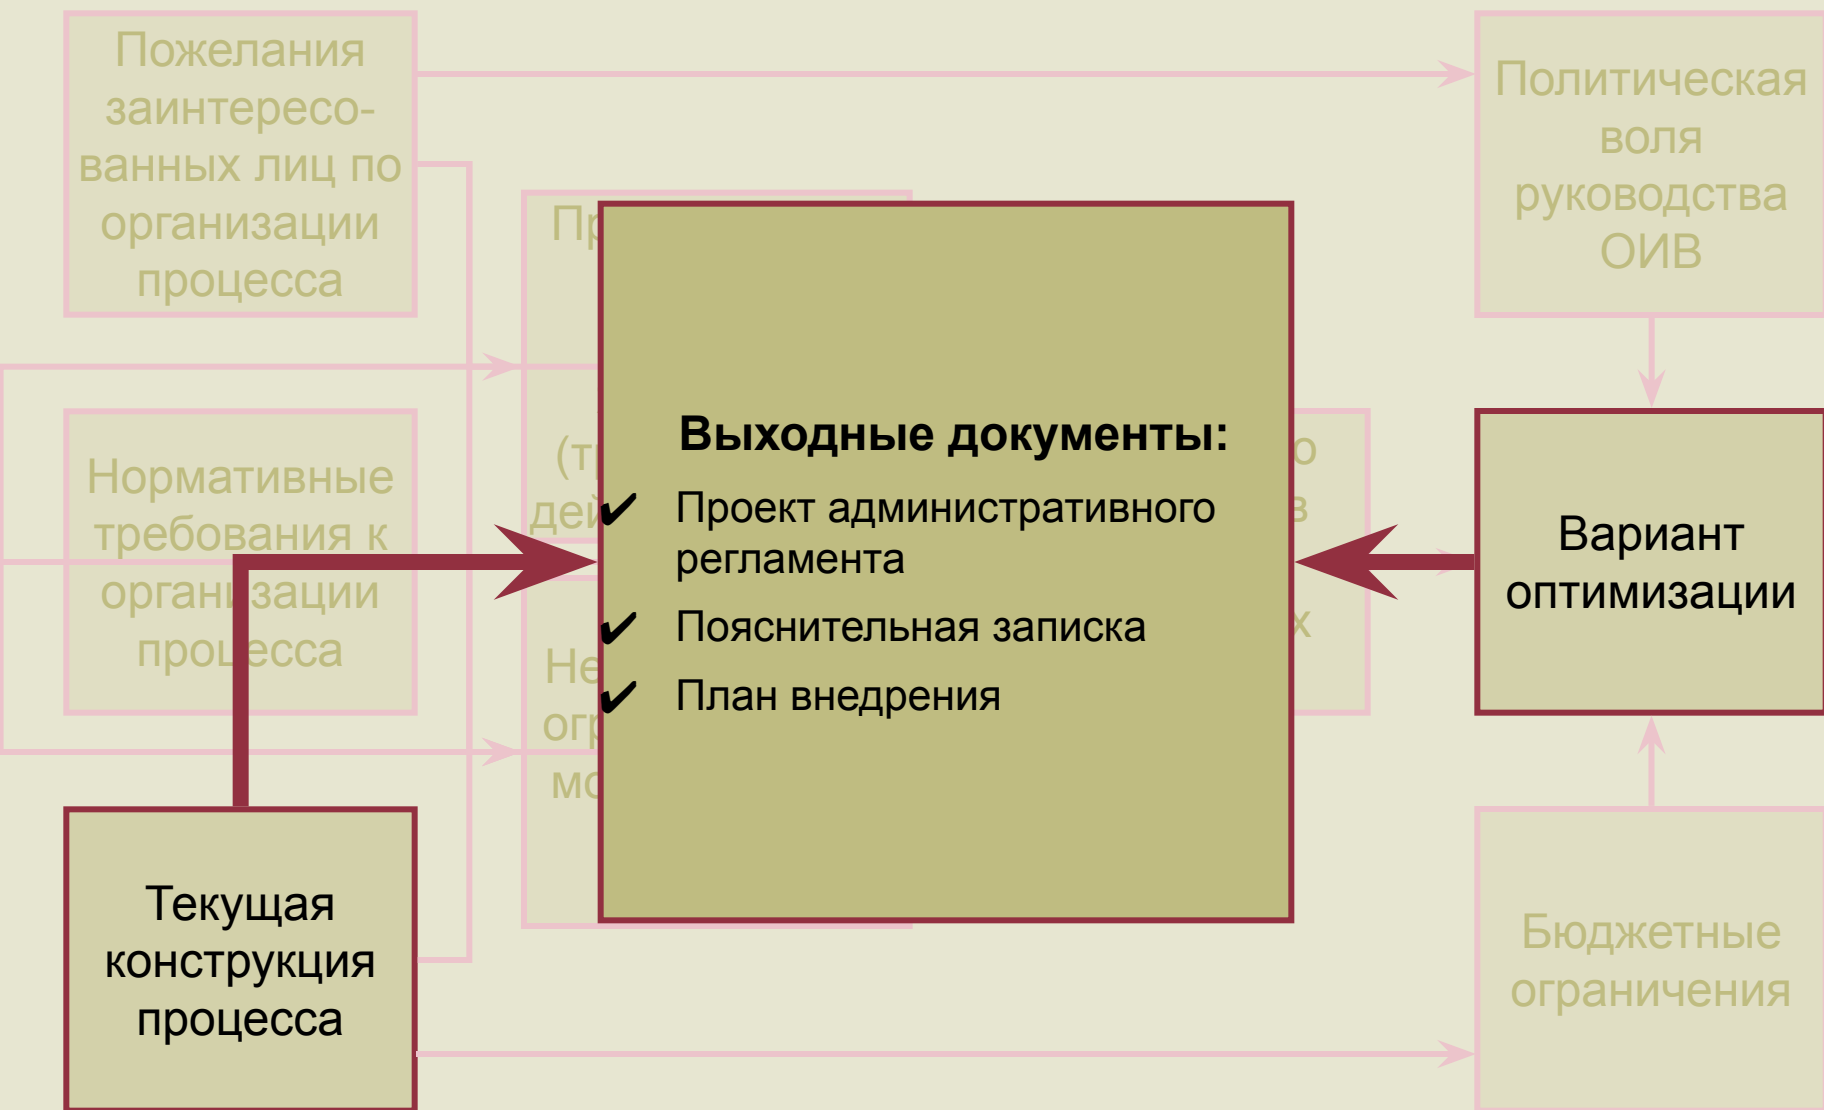 Пожелания
заинтересо-
ванных лиц по
организации
процесса
Политическая
воля
руководства
ОИВ
Нормативные
требования к
организации
процесса
Выходные документы:
✔ Проект административного
регламента
✔ Пояснительная записка
✔ План внедрения
Вариант
оптимизации
Текущая
конструкция
процесса
Бюджетные
ограничения